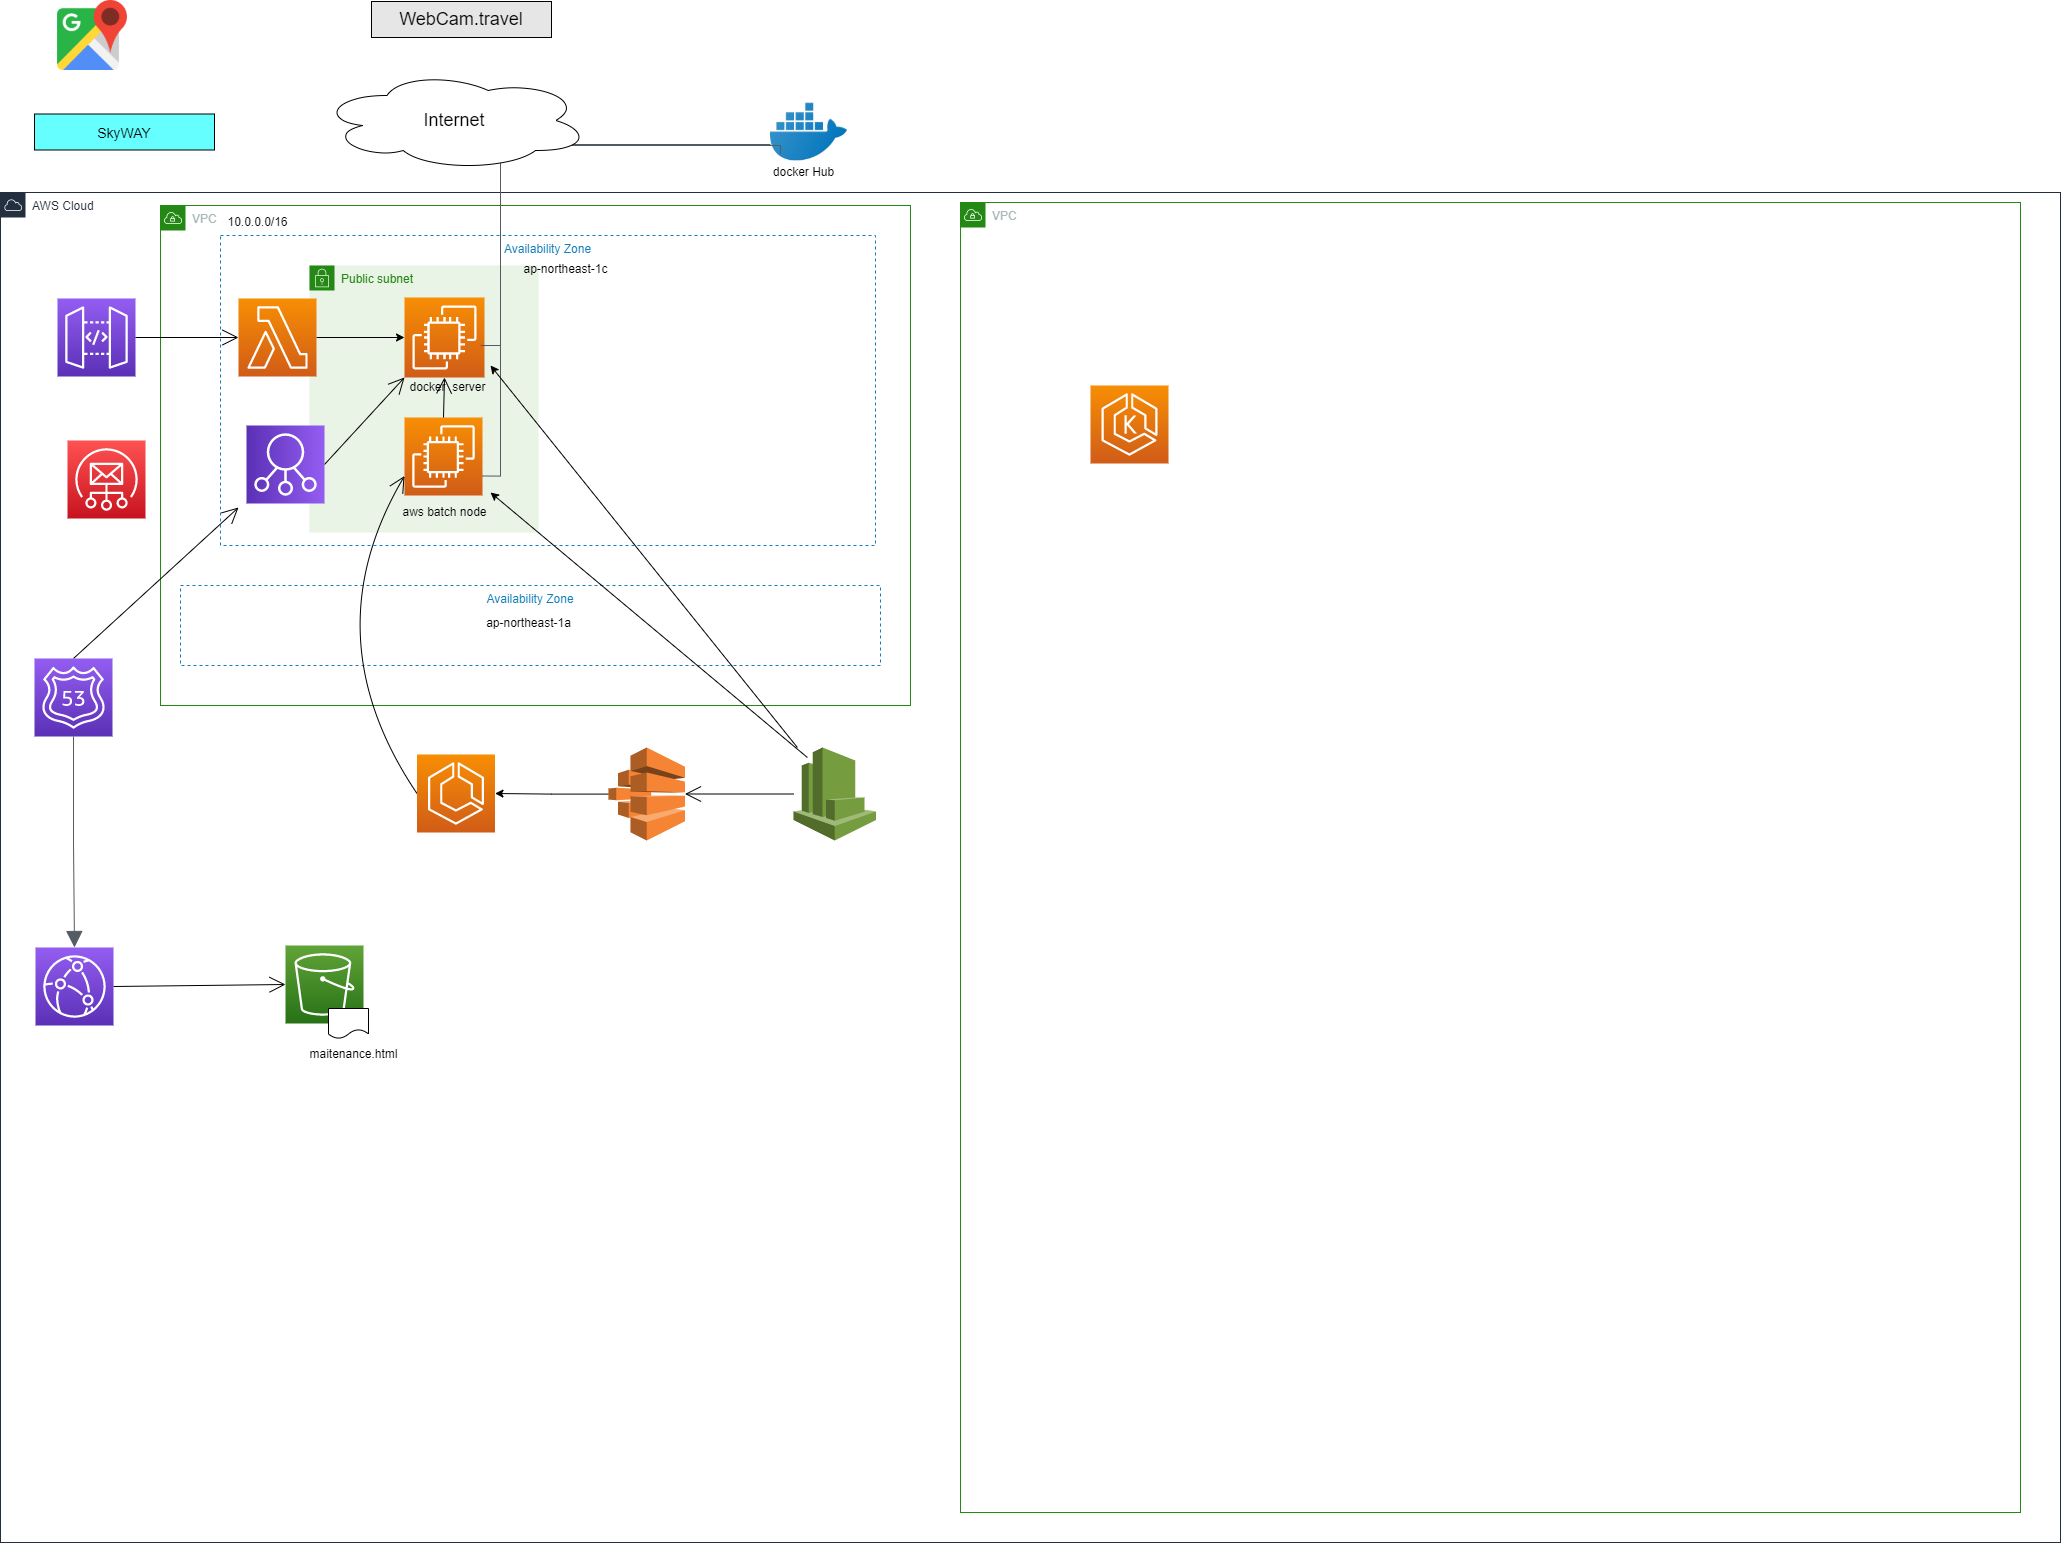 G
WebCam.travel
Internet
SkyWAY
docker Hub
AWS Cloud
VPC
10.0.0.0/16
VPC
Availability Zone
ap-northeast-1c
Public subnet
</>
docker server
K
aws batch node
Availability Zone
ap-northeast-1a
53
maitenance.html